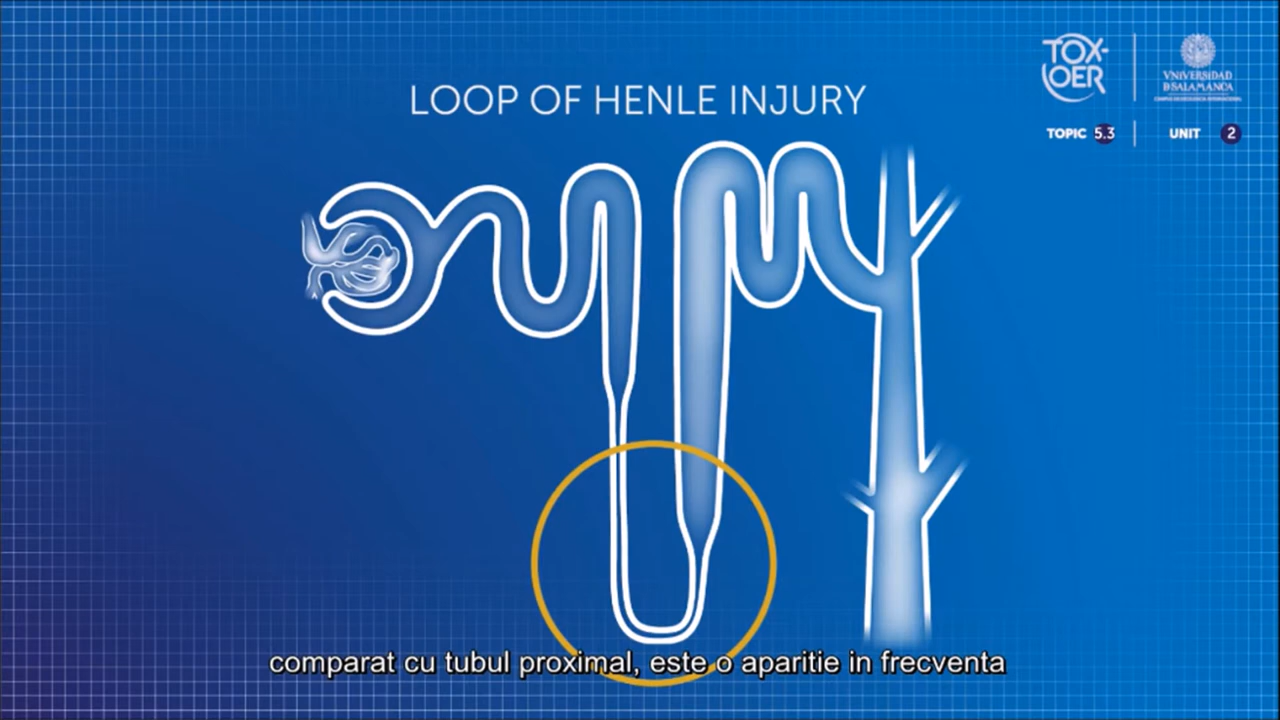 TOX-
OER
VNIVERSIDAD
D SALAMANCA
TOPIC 5.3
UNIT 2
LOOP OF HENLE INJURY
comparat cu tubul proximal, este o aparitie in frecventa